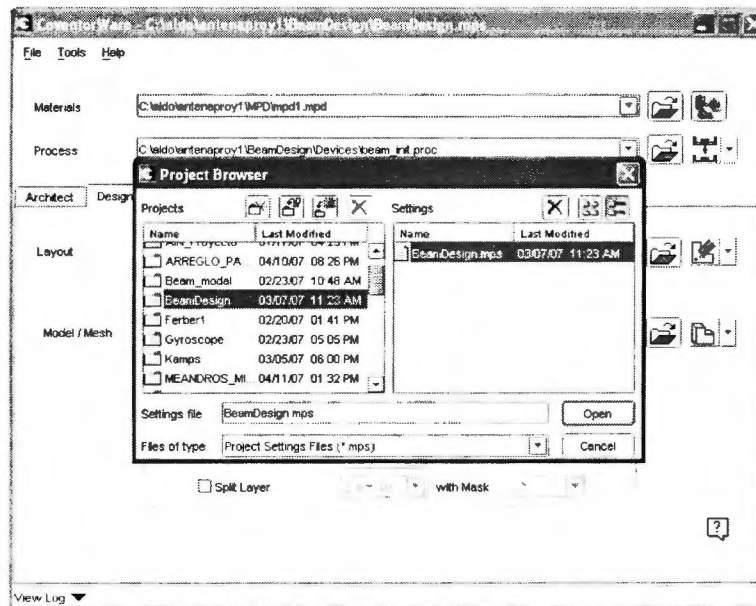 CoventorWare - C:\aldo\antenaproy1\BeamDesign\BeamDesign.mps
File Tools Help
Materials C:\aldo\antenaproy1\MPD\mpd1.mpd
Process C:\aldo\antenaproy1\BeamDesign\Devices\beam_init.proc
Project Browser
Architect Design
Projects Settings
Name Last Modified Name Last Modified
BeamDesign.mps 03/07/07 11:23 AM
ARREGLO_PA... 04/10/07 08:26 PM
Beam_modal 02/23/07 10:48 AM
BeamDesign 03/07/07 11:23 AM
Ferber1 02/20/07 01:41 PM
Gyroscope 02/23/07 05:05 PM
Kamps 03/05/07 06:00 PM
MEANDROS_MI... 04/11/07 01:32 PM
Layout
Model / Mesh
Settings file BeamDesign.mps Open
Files of type Project Settings Files (*.mps) Cancel
Split Layer with Mask
?
View Log